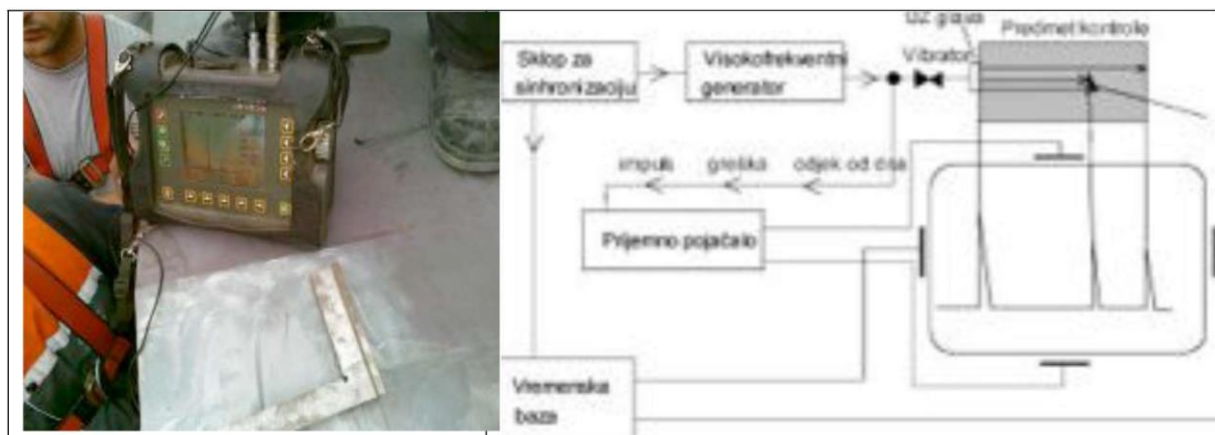 UZ glava
Predmet kontrole
Sklop za
sinhronizaciju
Visokofrekventni
generator
Vibrator
impuls
greška
odjek od dna
Prijemno pojačalo
Vremenska
baza